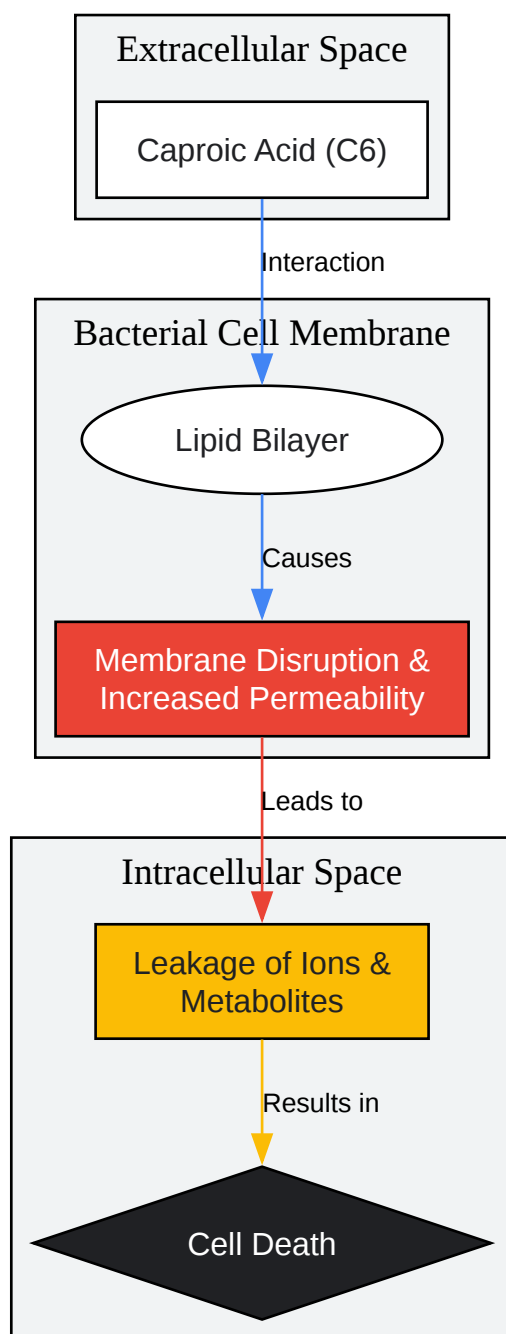 Extracellular Space
Caproic Acid (C6)
Interaction
Bacterial Cell Membrane
Lipid Bilayer
Causes
Membrane Disruption &
Increased Permeability
Leads to
Intracellular Space
Leakage of Ions &
Metabolites
Results in
Cell Death